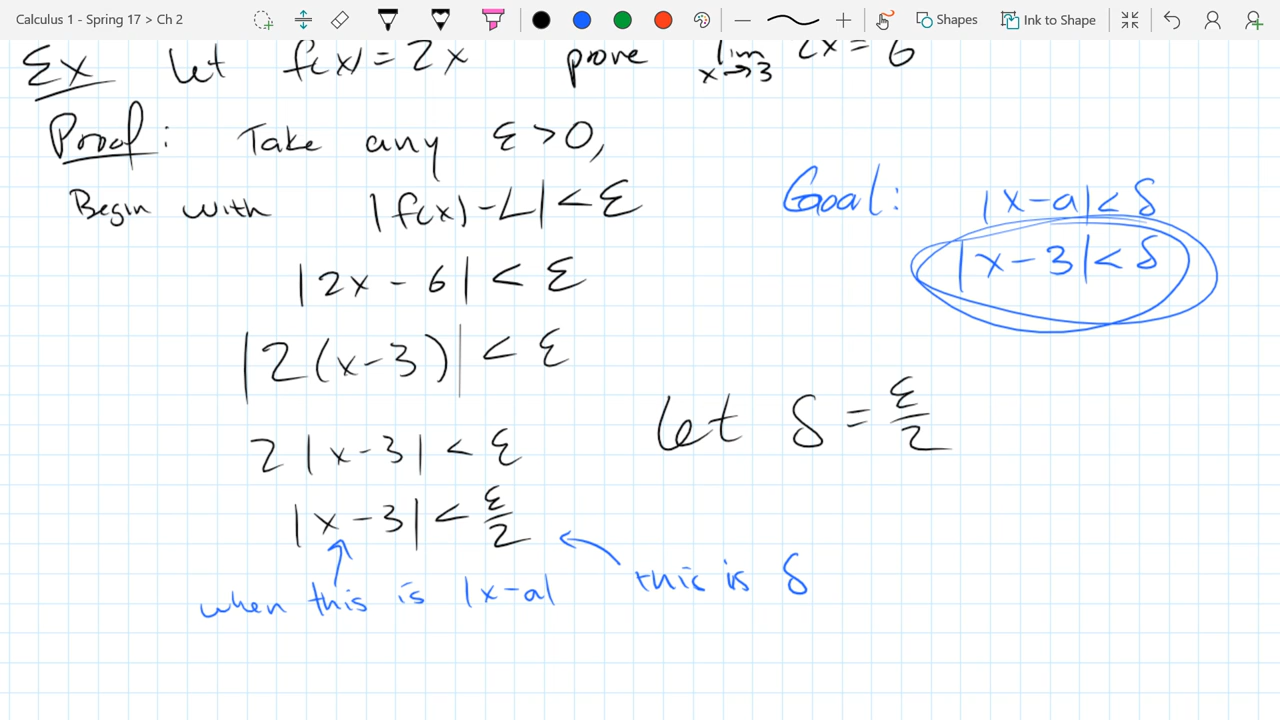 Calculus 1 - Spring 17 > Ch 2
Shapes
Ink to Shape
Ex Let f(x) = 2x prove lim x→3 2x = 6
Proof: Take any ε > 0,
Begin with |f(x) - L| < ε
Goal: |x - a| < δ
|x - 3| < δ
|2x - 6| < ε
|2(x - 3)| < ε
Let δ = ε/2
2|x - 3| < ε
|x - 3| < ε/2
when this is |x - a|
this is δ